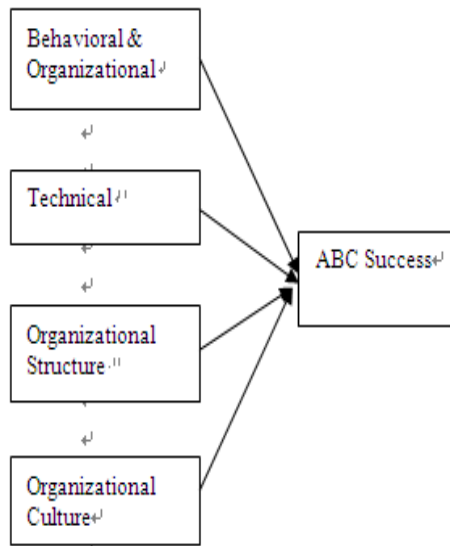 Behavioral &
Organizational
Technical
ABC Success
Organizational
Structure
Organizational
Culture